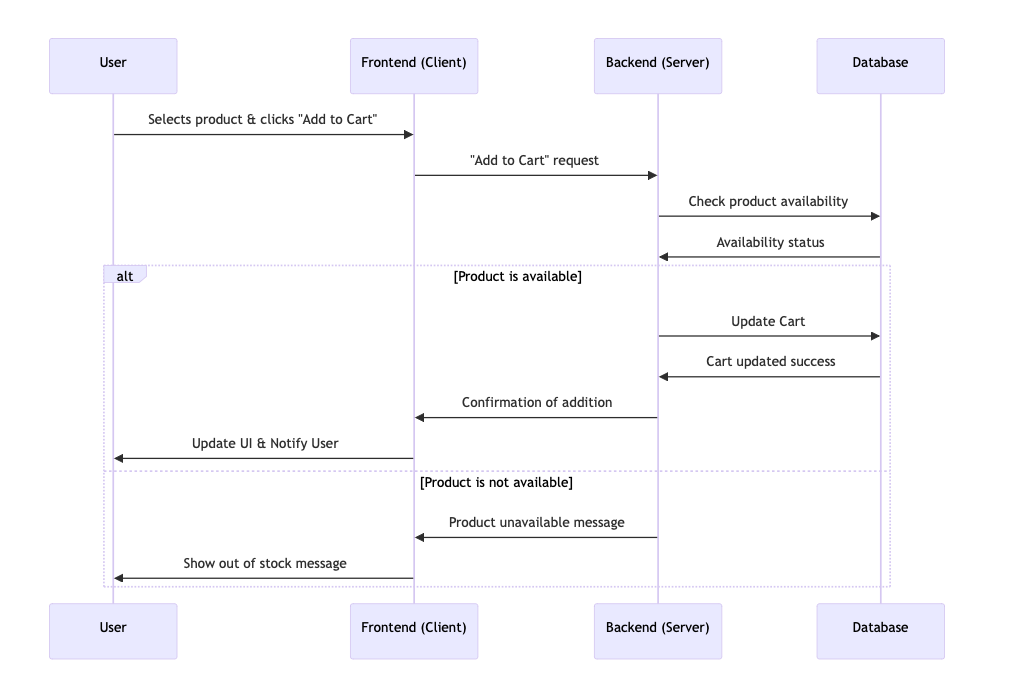 User
Frontend (Client)
Backend (Server)
Database
Selects product & clicks "Add to Cart"
"Add to Cart" request
Check product availability
Availability status
alt
[Product is available]
Update Cart
Cart updated success
Confirmation of addition
Update UI & Notify User
[Product is not available]
Product unavailable message
Show out of stock message
User
Frontend (Client)
Backend (Server)
Database